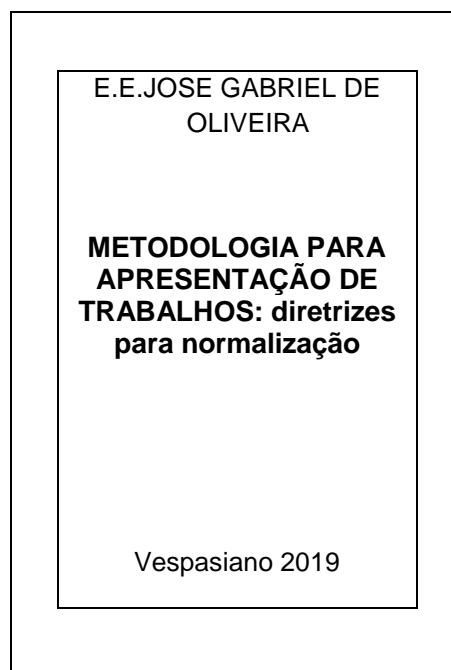 E.E.JOSE GABRIEL DE
OLIVEIRA
METODOLOGIA PARA
APRESENTAÇÃO DE
TRABALHOS: diretrizes
para normalização
Vespasiano 2019